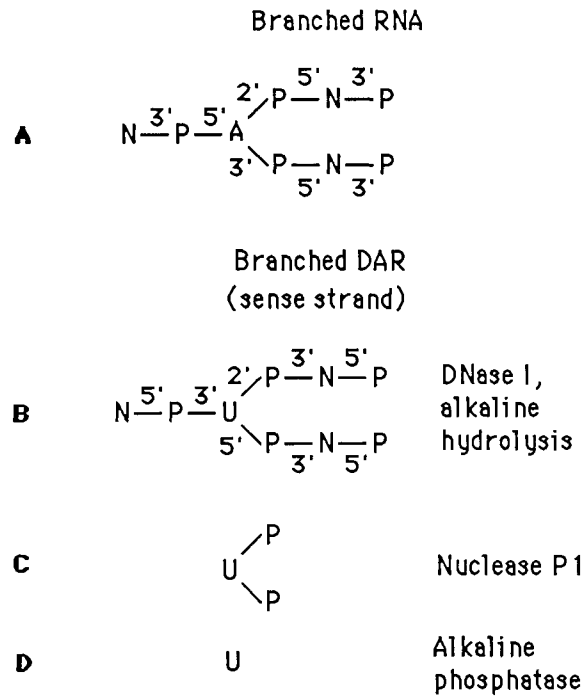 Branched RNA
2' 5' 3'
P—N—P
A N 3' P 5' A
3' P—N—P
5' 3'
Branched DAR
(sense strand)
2' 3' 5'
P—N—P DNase I,
B N 5' P 3' U alkaline
5' P—N—P hydrolysis
3' 5'
P
C U Nuclease P1
P
D U Alkaline
phosphatase